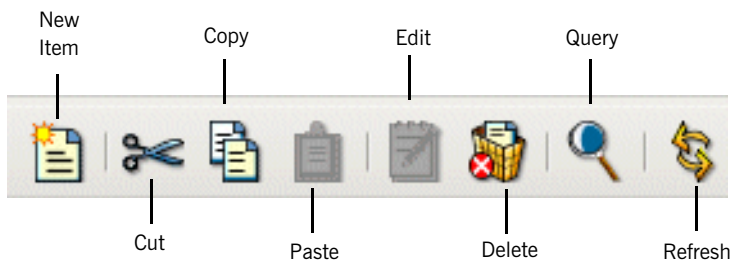 New
Item
Copy
Edit
Query
Cut
Paste
Delete
Refresh